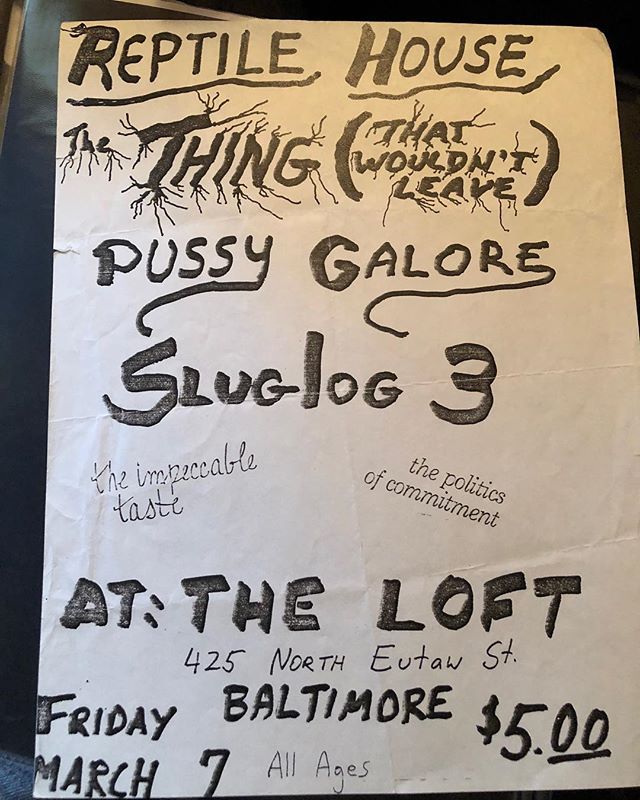 REPTILE HOUSE
The THING (THAT WOULDN'T LEAVE)
PUSSY GALORE
SLUGlOG 3
the impeccable taste
the politics of commitment
AT: THE LOFT
425 NORTH Eutaw St.
BALTIMORE
FRIDAY MARCH 7
$5.00
All Ages